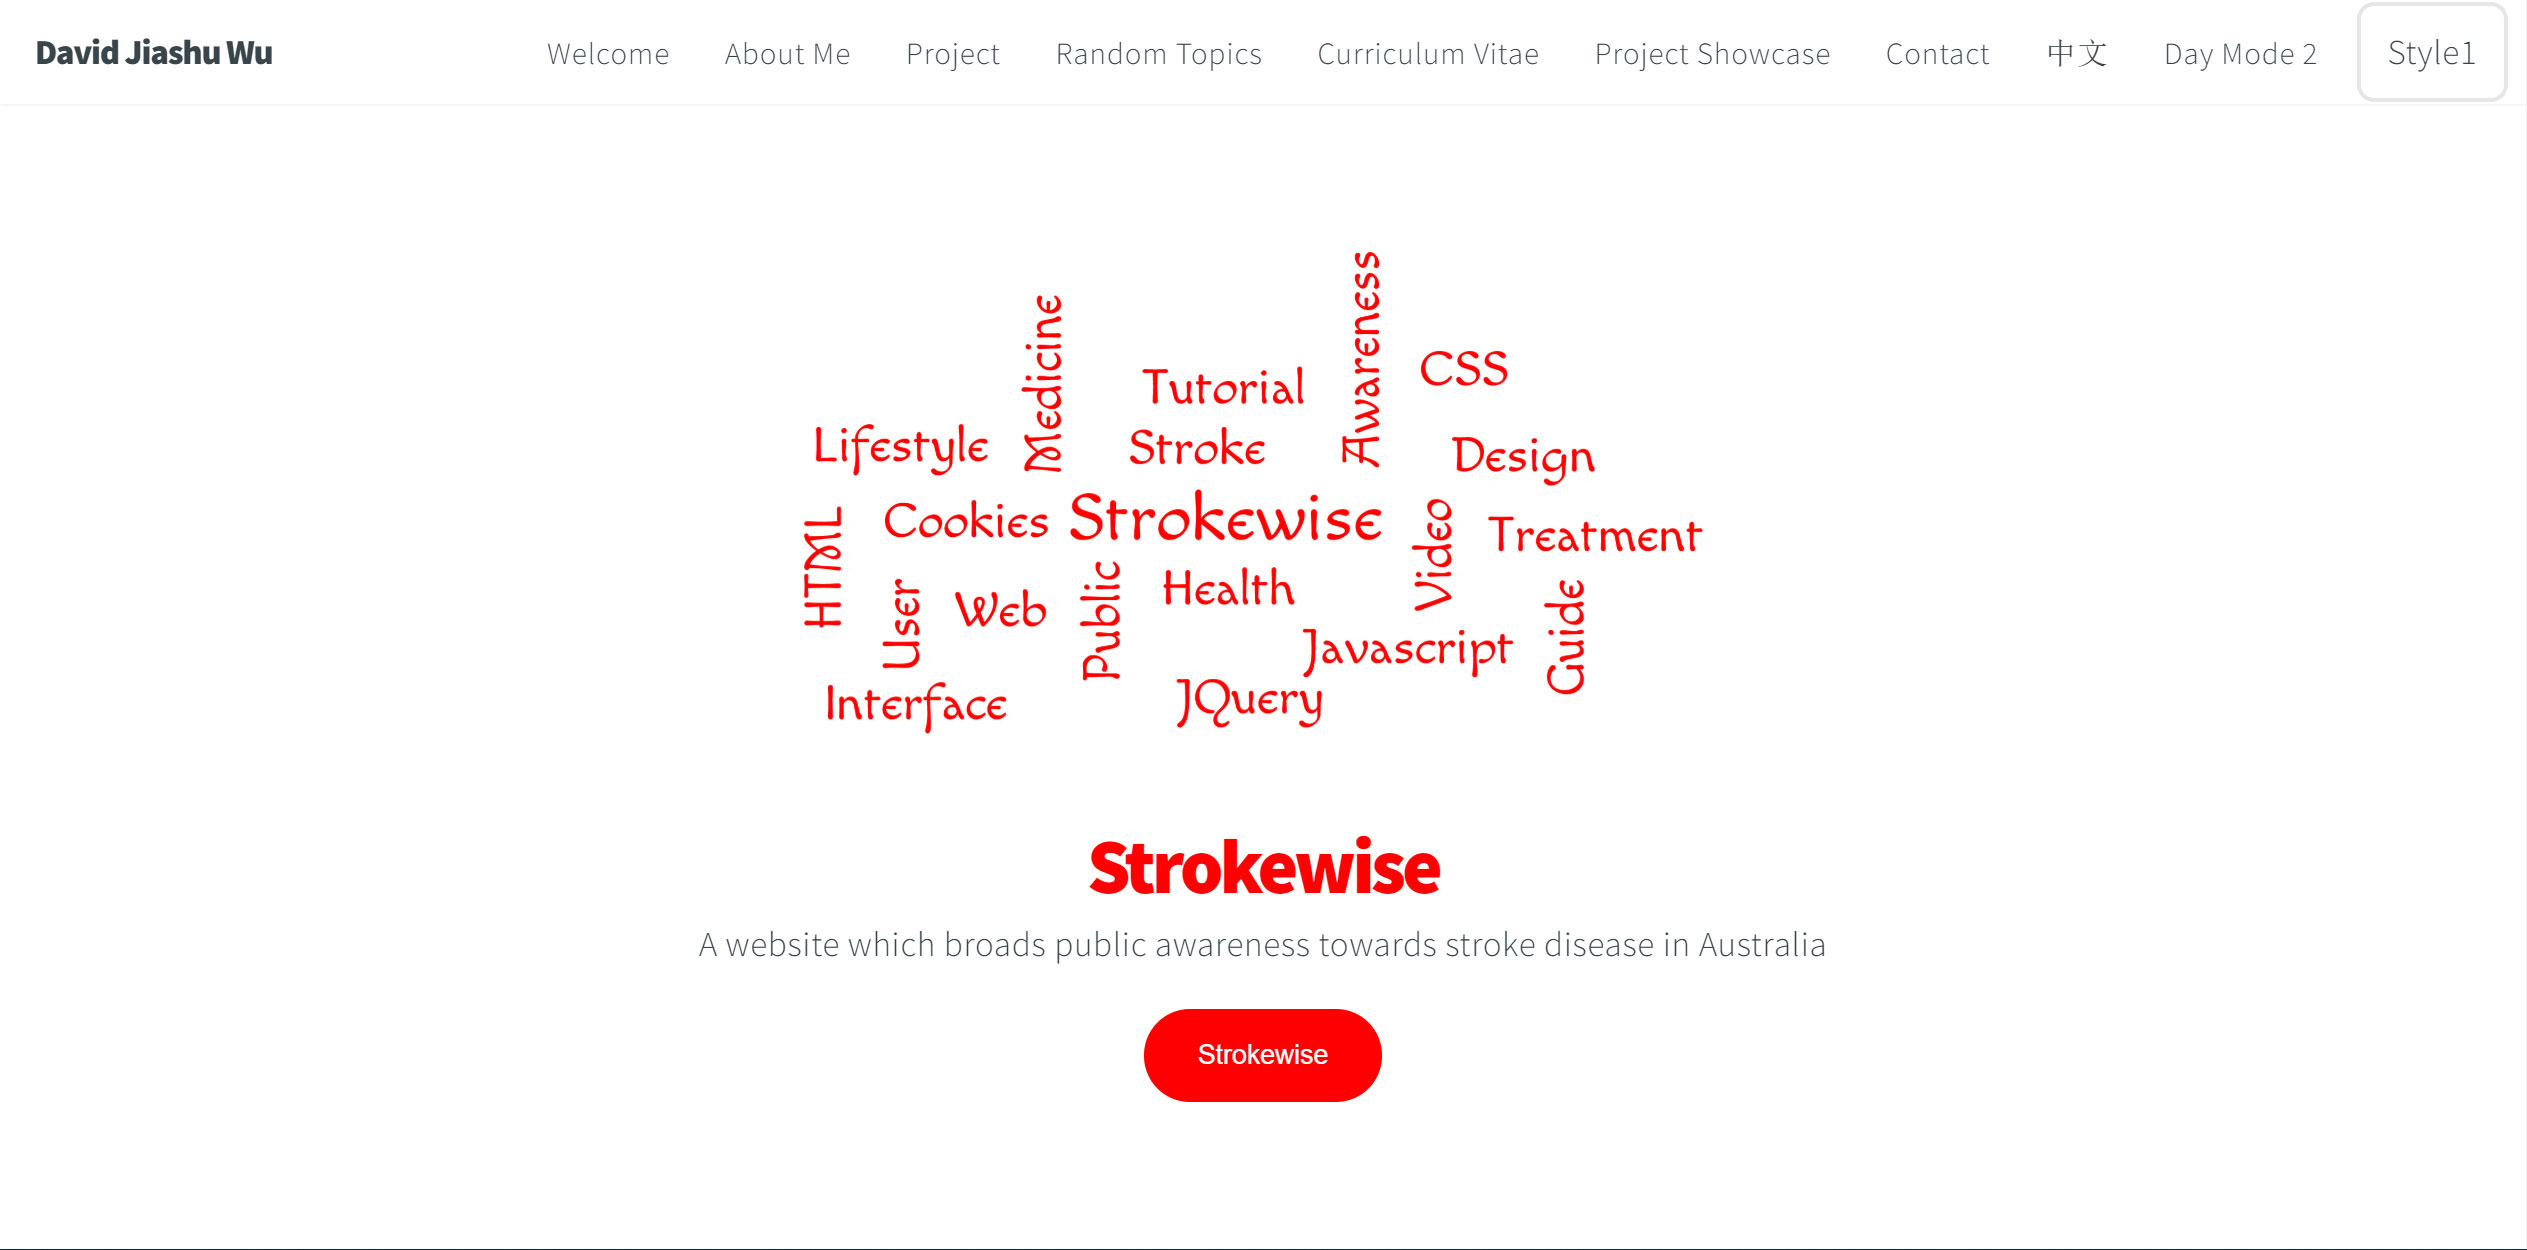 David Jiashu Wu Welcome About Me Project Random Topics Curriculum Vitae Project Showcase Contact 中文 Day Mode 2 Style1
Awareness
Medicine
Tutorial
CSS
Lifestyle
Stroke
Design
Cookies
Strokewise
Video
Treatment
HTML
User
Web
Public
Health
Guide
Javascript
Interface
JQuery
Strokewise
A website which broads public awareness towards stroke disease in Australia
Strokewise